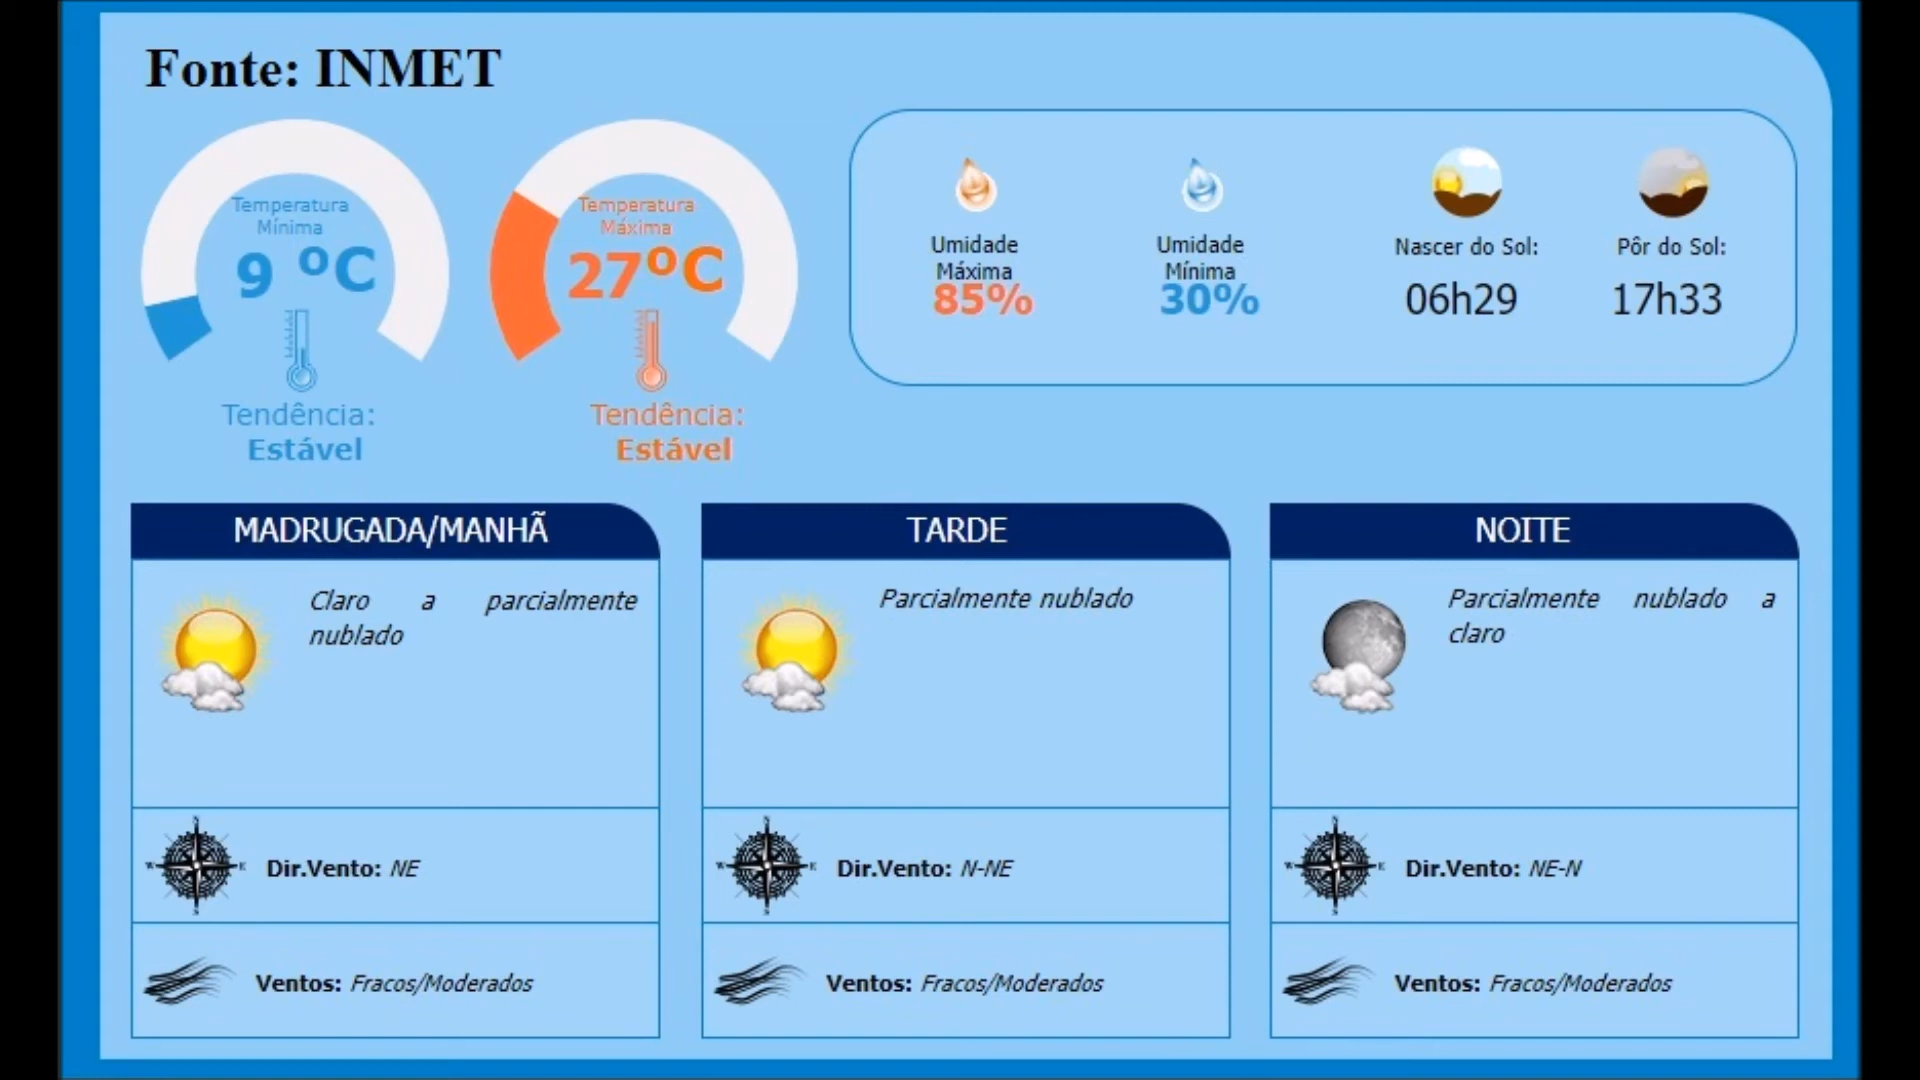 Fonte: INMET
Temperatura
Mínima
9 ºC
Tendência:
Estável
Temperatura
Máxima
27ºC
Tendência:
Estável
Umidade
Máxima
85%
Umidade
Mínima
30%
Nascer do Sol:
06h29
Pôr do Sol:
17h33
MADRUGADA/MANHÃ
Claro a parcialmente
nublado
Dir.Vento: NE
Ventos: Fracos/Moderados
TARDE
Parcialmente nublado
Dir.Vento: N-NE
Ventos: Fracos/Moderados
NOITE
Parcialmente nublado a
claro
Dir.Vento: NE-N
Ventos: Fracos/Moderados